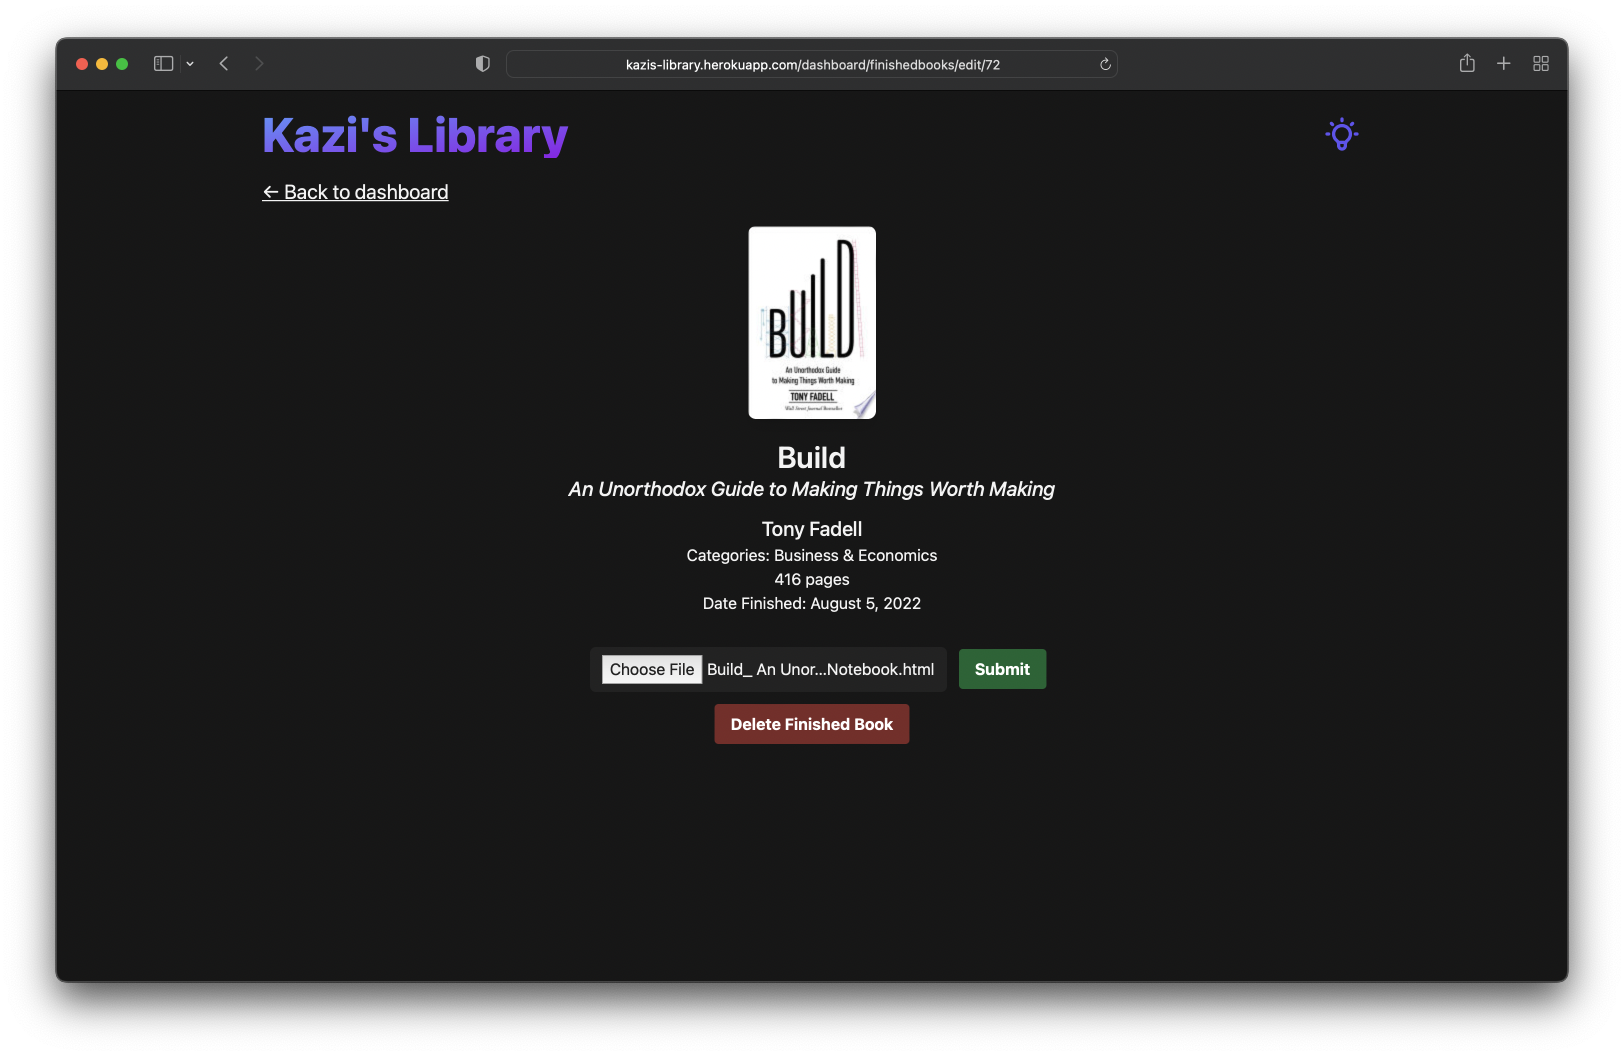 kazis-library.herokuapp.com/dashboard/finishedbooks/edit/72
Kazi's Library
← Back to dashboard
BUILD
An Unorthodox Guide
to Making Things Worth Making
TONY FADELL
Wall Street Journal Bestseller
Build
An Unorthodox Guide to Making Things Worth Making
Tony Fadell
Categories: Business & Economics
416 pages
Date Finished: August 5, 2022
Choose File Build_ An Unor...Notebook.html Submit
Delete Finished Book